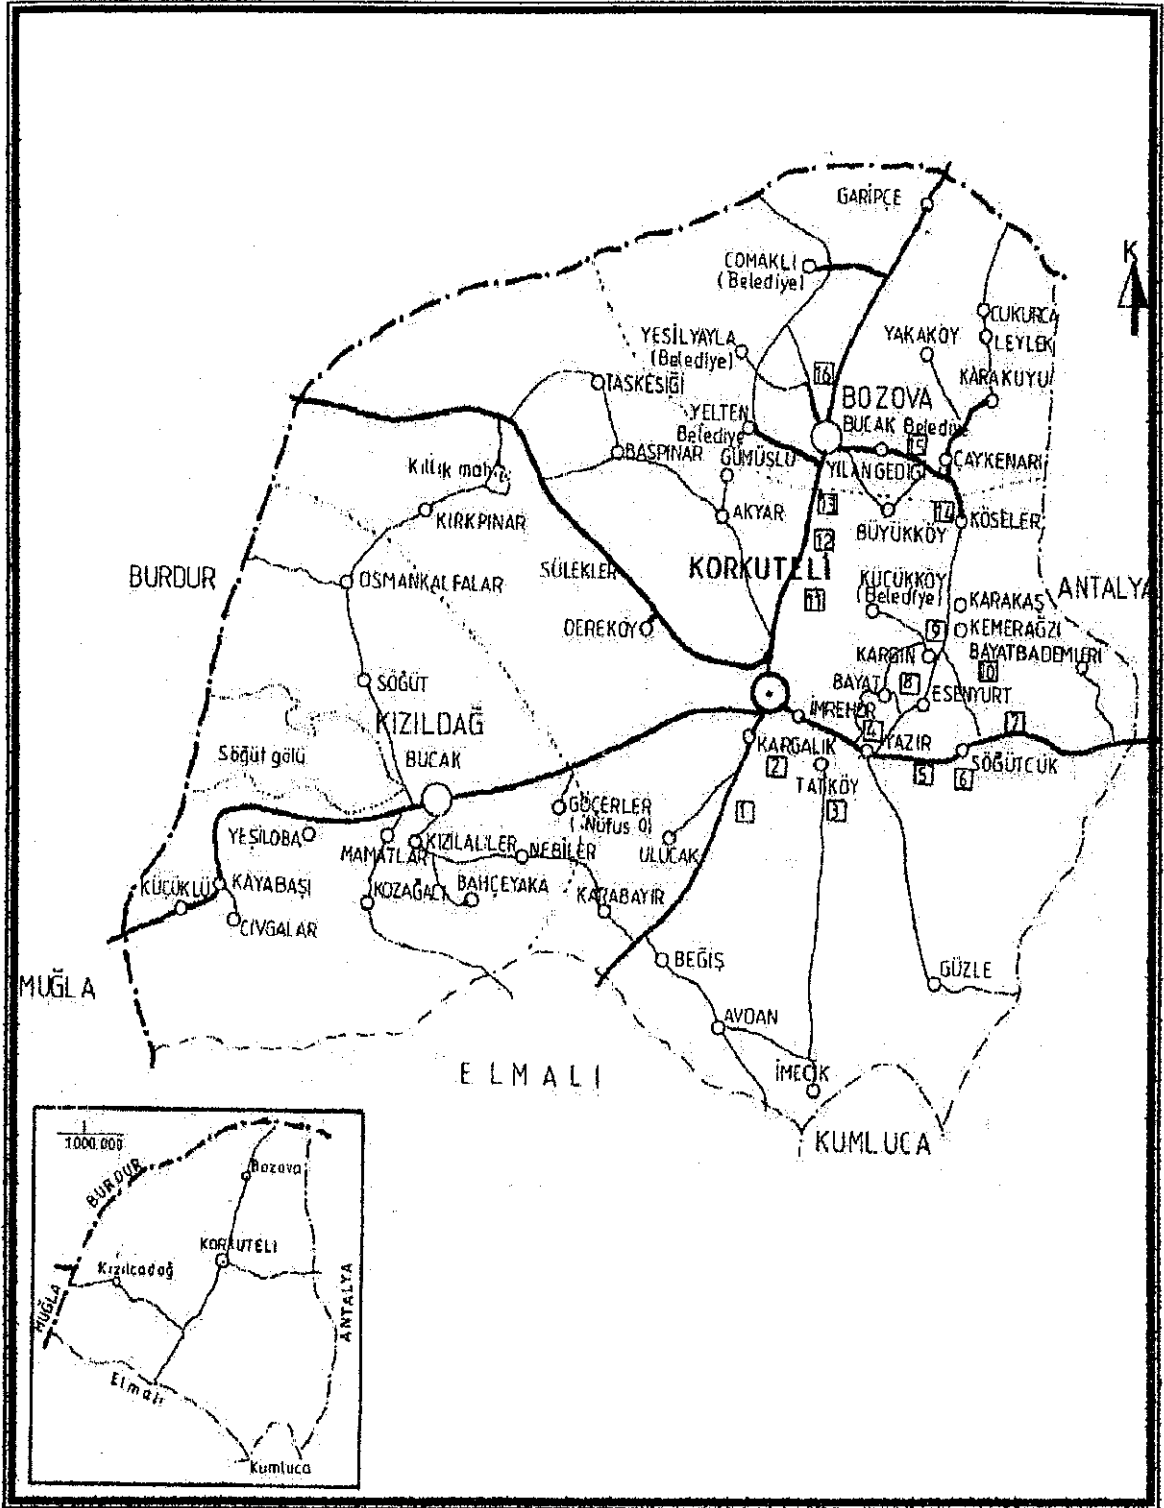 GARİPÇE
K
ÇOMAKLI
(Belediye)
ÇUKURCA
YEŞİLYAYLA
(Belediye)
YAKAKÖY
LEYLEK
16
TAŞKESİĞİ
KARAKUYU
BOZOVA
YELTEN
Belediye
BUCAK Belediye
15
BAŞPINAR
GÜMÜŞLÜ
YILANGEDİĞİ
ÇAYKENARI
Kıllık mah.
13
14
KIRKPINAR
AKYAR
BÜYÜKKÖY
KÖSELER
12
SÜLEKLER
KORKUTELİ
BURDUR
OSMANKALFALAR
KÜÇÜKKÖY
(Belediye)
ANTALYA
11
KARAKAŞ
DEREKÖY
9
KEMERAĞZI
KARGIN
BAYATBADEMLERİ
10
SÖĞÜT
BAYAT
8
ESENYURT
KIZILDAĞ
İMREHOR
4
7
Söğüt gölü
BUCAK
KARGALIK
YAZIR
SÖĞÜTCÜK
2
5
6
TATKÖY
GÖÇERLER
(Nüfus 0)
1
3
YEŞİLOBA
MAMATLAR
KIZILALİLER
NEBİLER
ULUCAK
KÜÇÜKLÜ
KAYABAŞI
KOZAĞACI
BAHÇEYAKA
KARABAYIR
CIVGALAR
BEĞİŞ
GÜZLE
MUĞLA
AVDAN
ELMALI
İMECİK
KUMLUCA
1
1000.000
BURDUR
Bozova
KORKUTELİ
Kızılcadağ
MUĞLA
ANTALYA
Elmalı
Kumluca